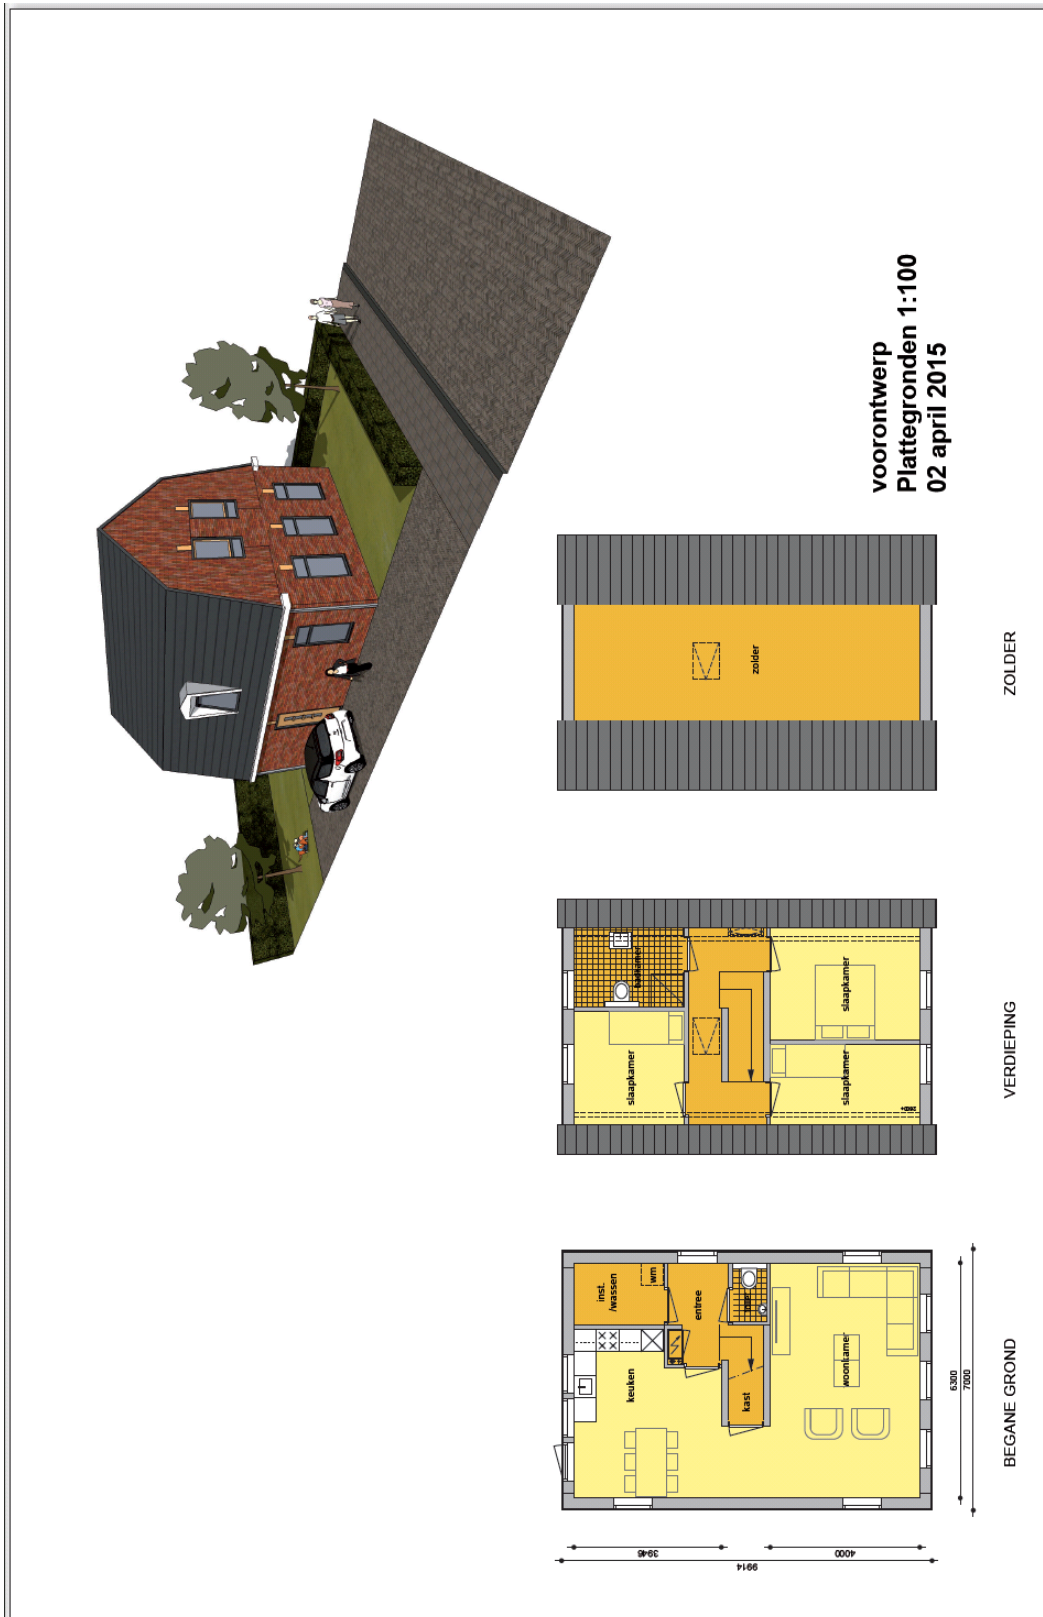 voorontwerp
Plattegronden 1:100
02 april 2015
BEGANE GROND
VERDIEPING
ZOLDER
inst.
/wassen
wm
entree
keuken
kast
woonkamer
6300
7000
3946
4000
9914
badkamer
slaapkamer
slaapkamer
slaapkamer
zolder